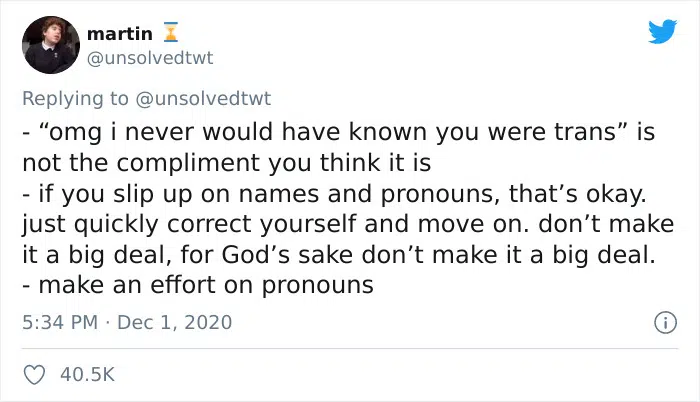 martin ⏳
@unsolvedtwt
Replying to @unsolvedtwt
- “omg i never would have known you were trans” is
not the compliment you think it is
- if you slip up on names and pronouns, that’s okay.
just quickly correct yourself and move on. don’t make
it a big deal, for God’s sake don’t make it a big deal.
- make an effort on pronouns
5:34 PM · Dec 1, 2020
40.5K